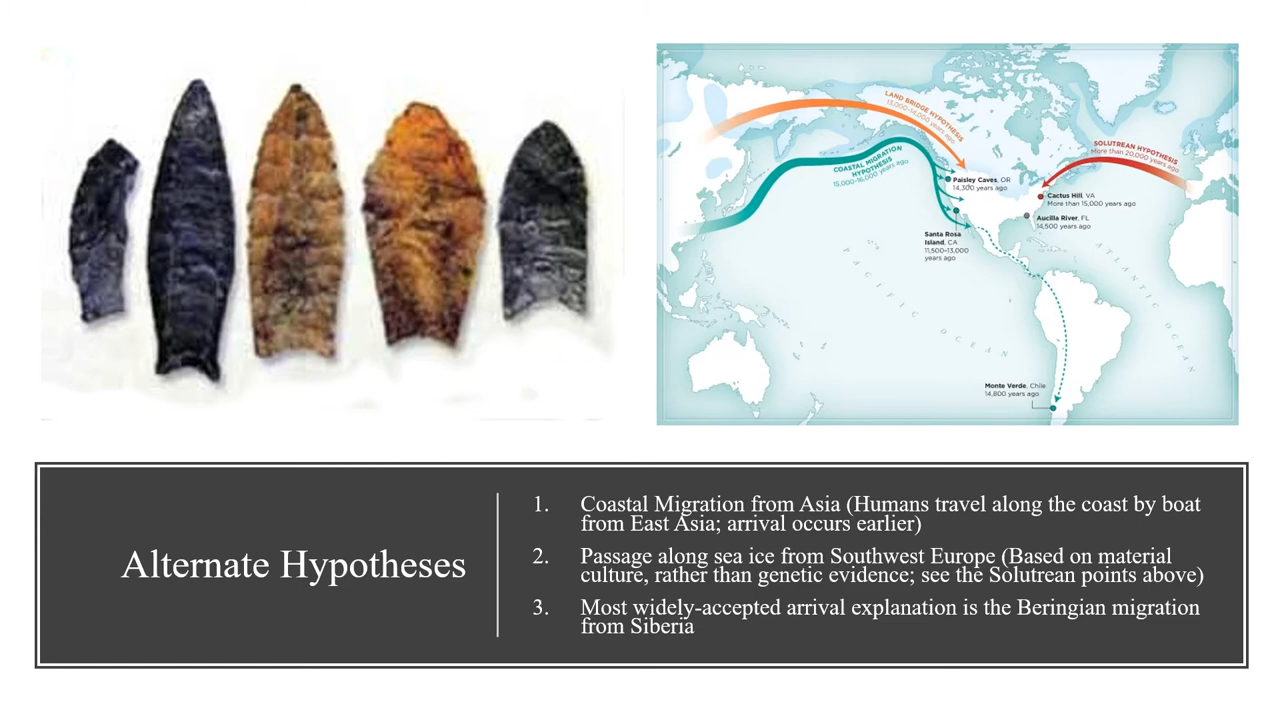 LAND BRIDGE HYPOTHESIS
13,000-14,000 years ago
COASTAL MIGRATION
HYPOTHESIS
15,000-16,000 years ago
SOLUTREAN HYPOTHESIS
More than 20,000 years ago
Paisley Caves, OR
14,300 years ago
Cactus Hill, VA
More than 15,000 years ago
Aucilla River, FL
14,500 years ago
Santa Rosa
Island, CA
11,500-13,000
years ago
PACIFIC OCEAN
ATLANTIC OCEAN
Monte Verde, Chile
14,800 years ago
Alternate Hypotheses
1. Coastal Migration from Asia (Humans travel along the coast by boat
from East Asia; arrival occurs earlier)
2. Passage along sea ice from Southwest Europe (Based on material
culture, rather than genetic evidence; see the Solutrean points above)
3. Most widely-accepted arrival explanation is the Beringian migration
from Siberia